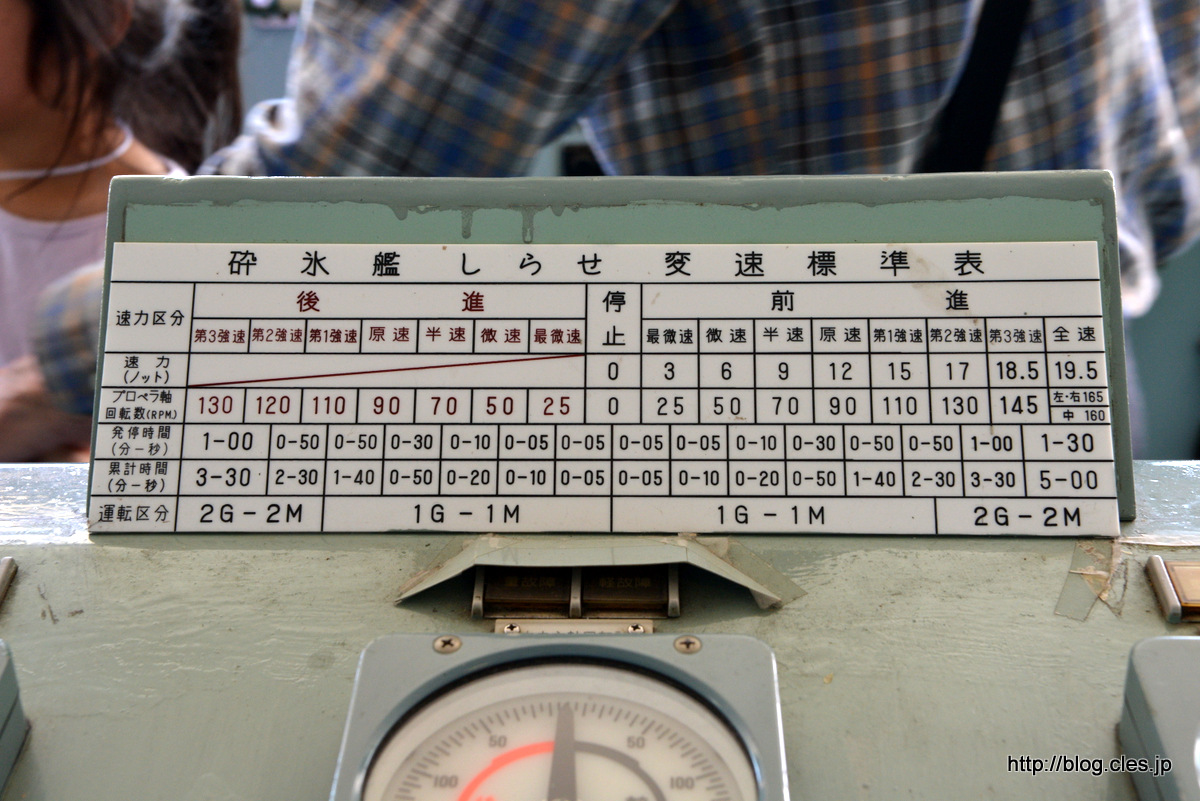 砕氷艦しらせ 変速標準表
速力区分 後進 停止 前進
第3強速 第2強速 第1強速 原速 半速 微速 最微速 最微速 微速 半速 原速 第1強速 第2強速 第3強速 全速
速力(ノット) 0 3 6 9 12 15 17 18.5 19.5
プロペラ軸回転数(R.P.M.) 130 120 110 90 70 50 25 0 25 50 70 90 110 130 145 左・右165 中160
発停時間(分-秒) 1-00 0-50 0-50 0-30 0-10 0-05 0-05 0-05 0-05 0-10 0-30 0-50 0-50 1-00 1-30
累計時間(分-秒) 3-30 2-30 1-40 0-50 0-20 0-10 0-05 0-05 0-10 0-20 0-50 1-40 2-30 3-30 5-00
運転区分 2G-2M 1G-1M 1G-1M 2G-2M
重故障 軽故障
50 50
100 100
http://blog.cles.jp